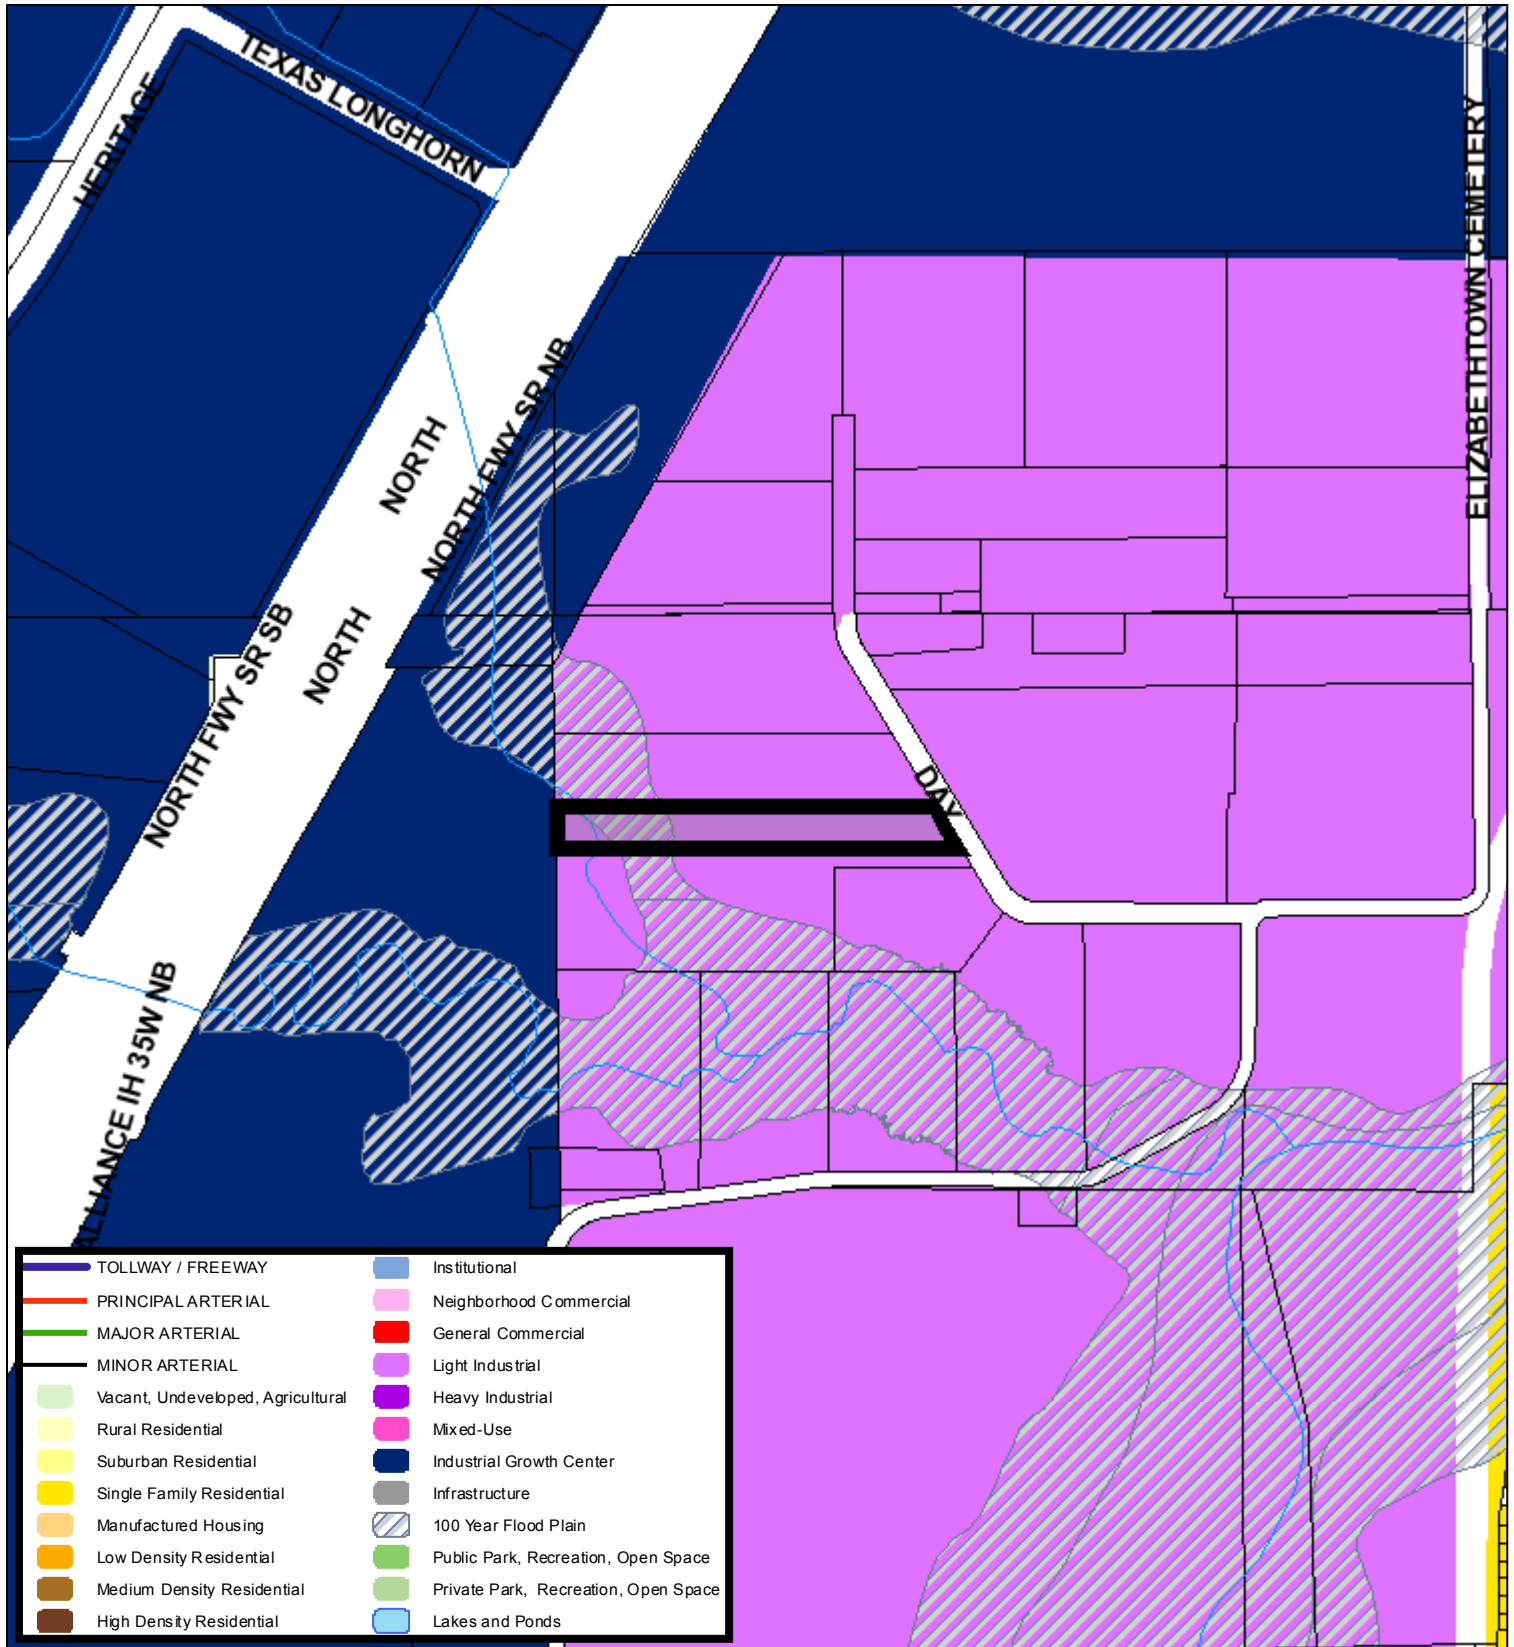 TEXAS LONGHORN
HERITAGE
ELIZABETHTOWN CEMETERY
NORTH
NORTH FWY SR NB
NORTH FWY SR SB
NORTH
DAY
ALLIANCE IH 35W NB
TOLLWAY / FREEWAY
PRINCIPAL ARTERIAL
MAJOR ARTERIAL
MINOR ARTERIAL
Vacant, Undeveloped, Agricultural
Rural Residential
Suburban Residential
Single Family Residential
Manufactured Housing
Low Density Residential
Medium Density Residential
High Density Residential
Institutional
Neighborhood Commercial
General Commercial
Light Industrial
Heavy Industrial
Mixed-Use
Industrial Growth Center
Infrastructure
100 Year Flood Plain
Public Park, Recreation, Open Space
Private Park, Recreation, Open Space
Lakes and Ponds